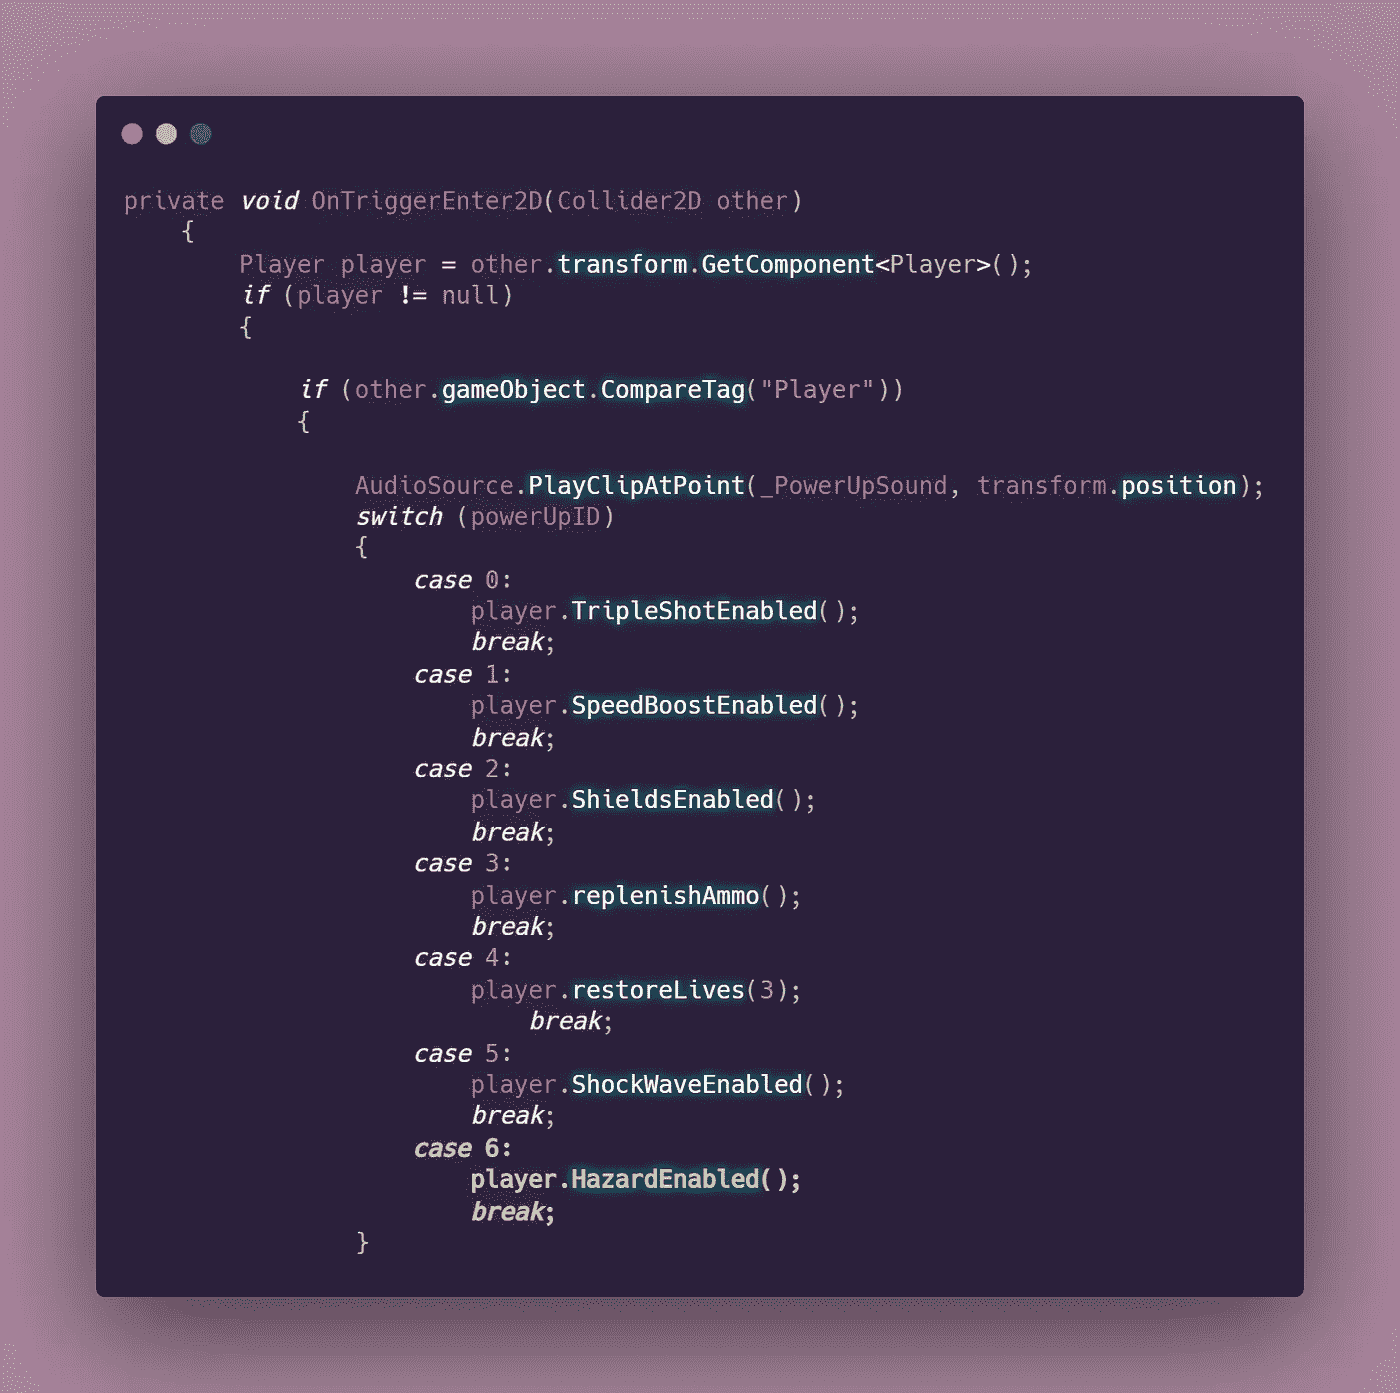 private void OnTriggerEnter2D(Collider2D other)
    {
        Player player = other.transform.GetComponent<Player>();
        if (player != null)
        {

            if (other.gameObject.CompareTag("Player"))
            {

                AudioSource.PlayClipAtPoint(_PowerUpSound, transform.position);
                switch (powerUpID)
                {
                    case 0:
                        player.TripleShotEnabled();
                        break;
                    case 1:
                        player.SpeedBoostEnabled();
                        break;
                    case 2:
                        player.ShieldsEnabled();
                        break;
                    case 3:
                        player.replenishAmmo();
                        break;
                    case 4:
                        player.restoreLives(3);
                            break;
                    case 5:
                        player.ShockWaveEnabled();
                        break;
                    case 6:
                        player.HazardEnabled();
                        break;
                }